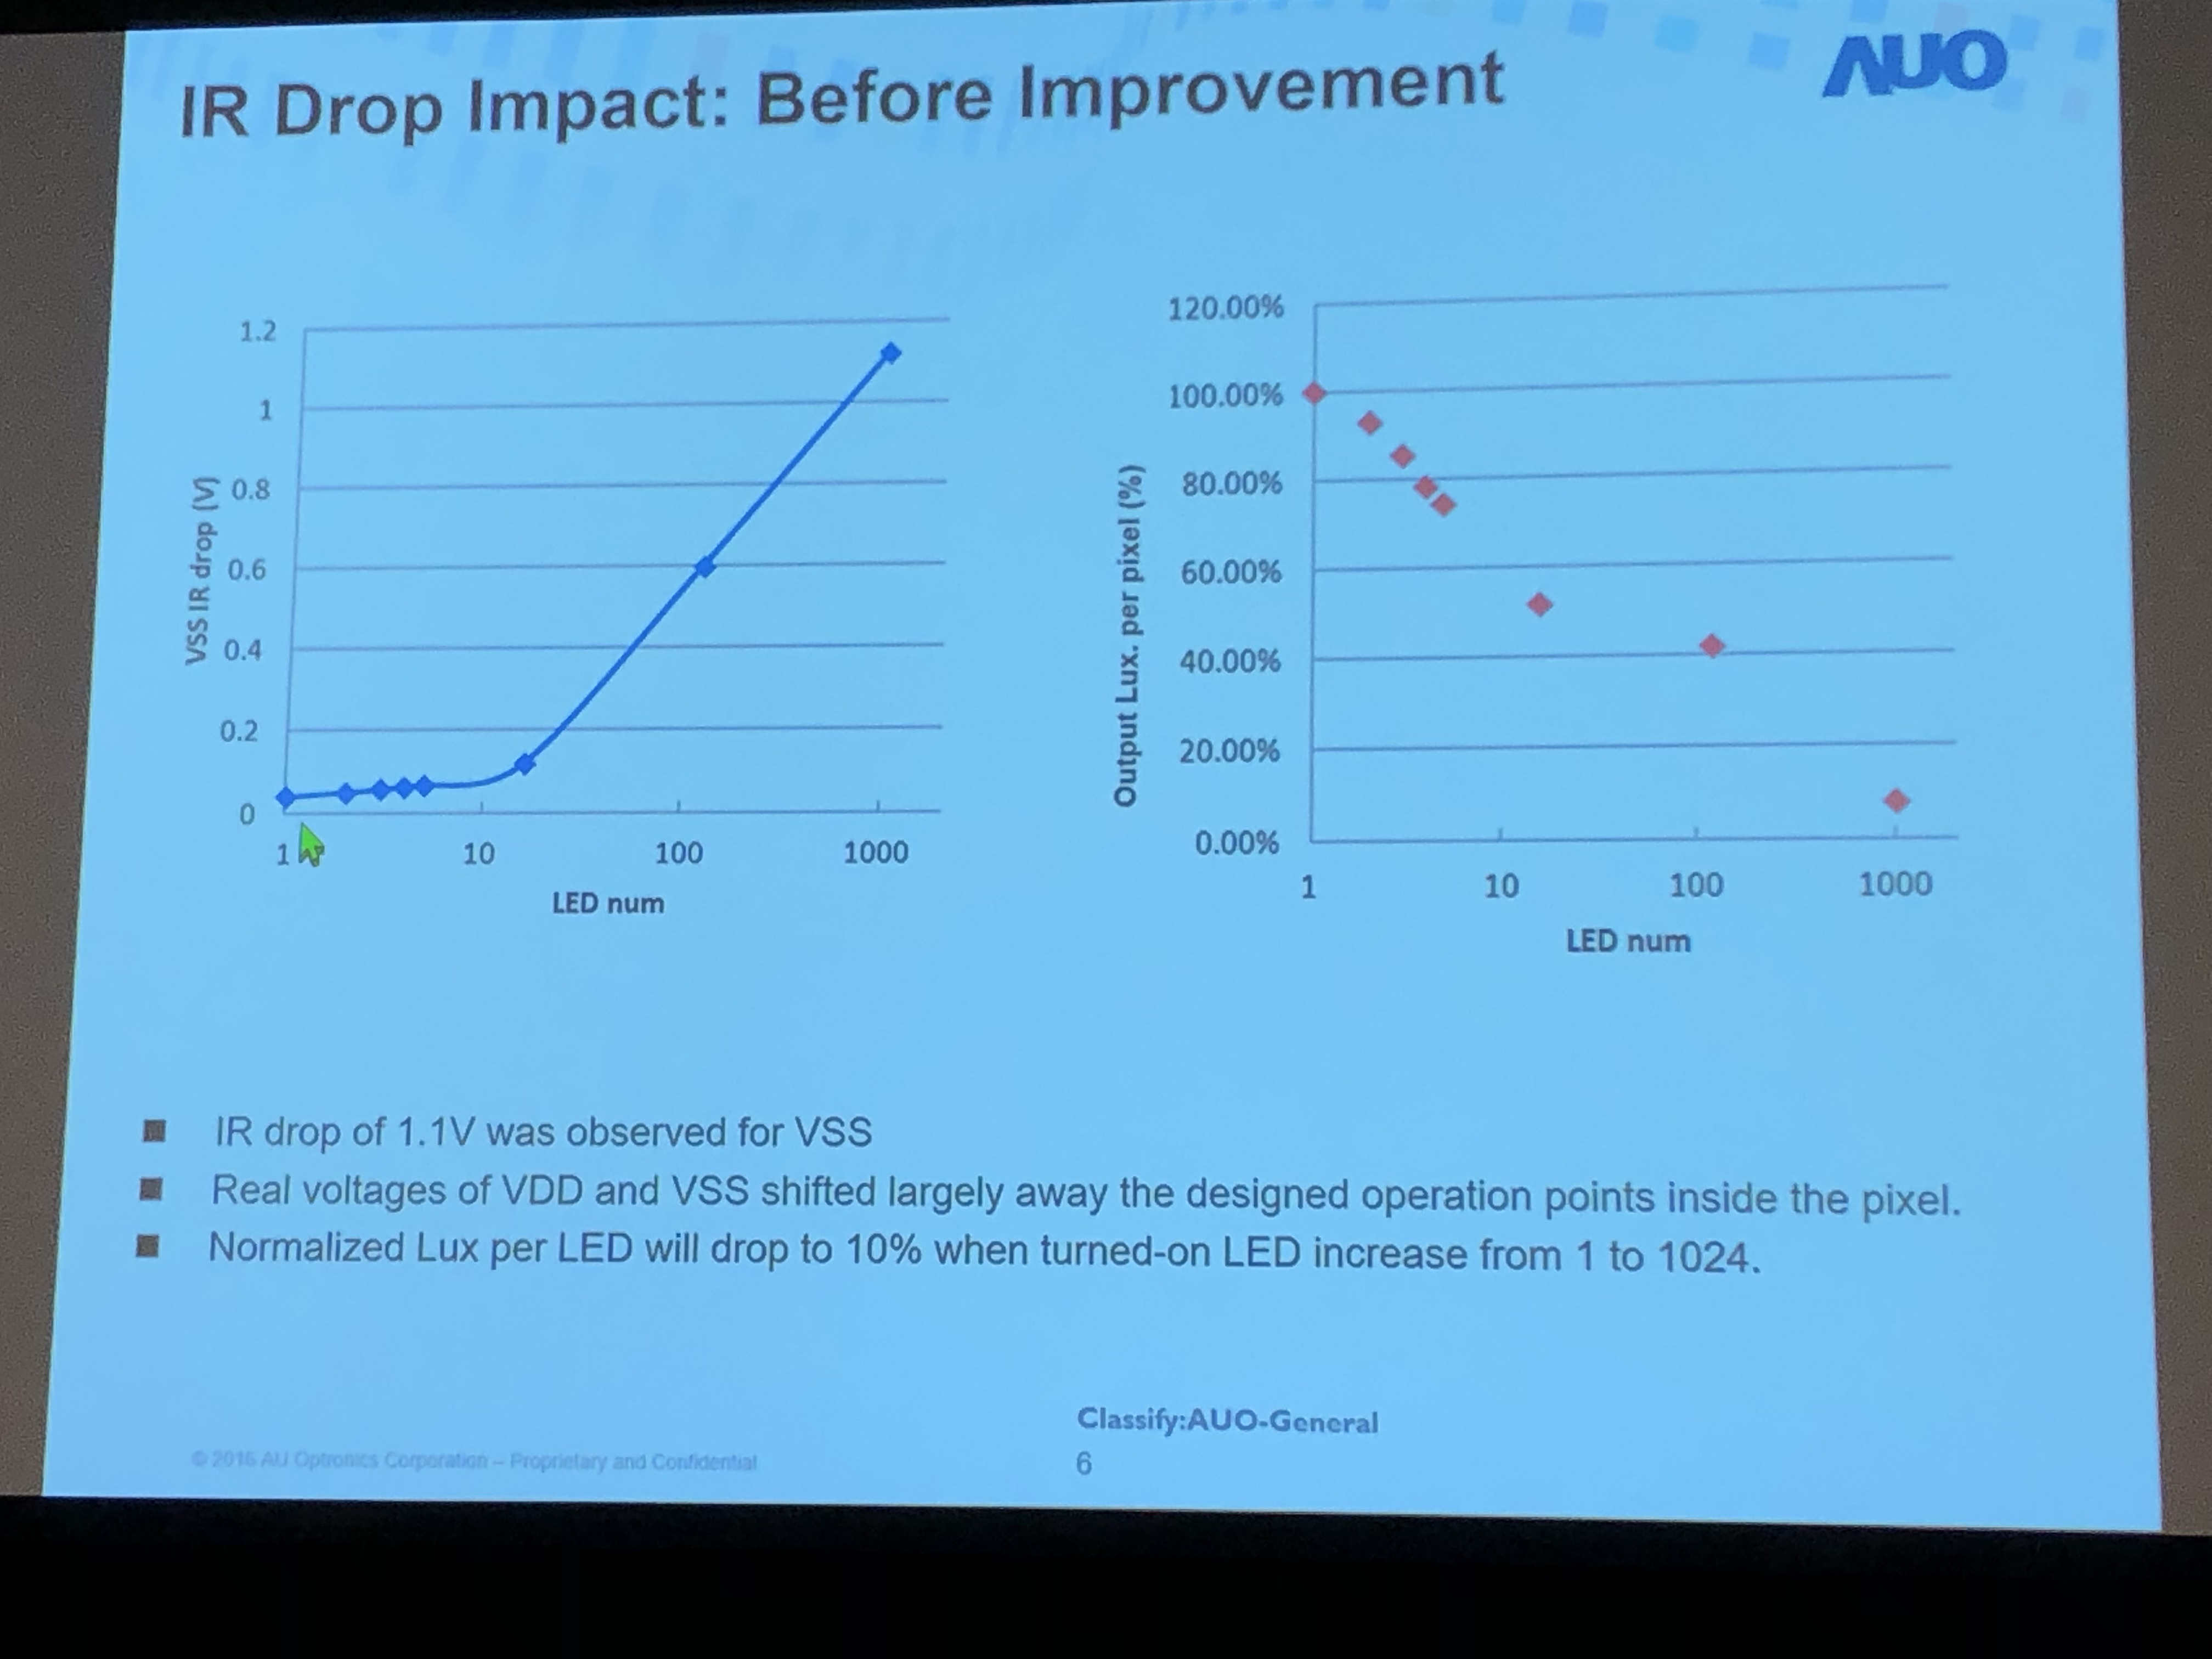 AUO
IR Drop Impact: Before Improvement
1.2
1
0.8
0.6
0.4
0.2
0
VSS IR drop (V)
1
10
100
1000
LED num
120.00%
100.00%
80.00%
60.00%
40.00%
20.00%
0.00%
Output Lux. per pixel (%)
1
10
100
1000
LED num
IR drop of 1.1V was observed for VSS
Real voltages of VDD and VSS shifted largely away the designed operation points inside the pixel.
Normalized Lux per LED will drop to 10% when turned-on LED increase from 1 to 1024.
Classify:AUO-General
© 2016 AU Optronics Corporation – Proprietary and Confidential
6